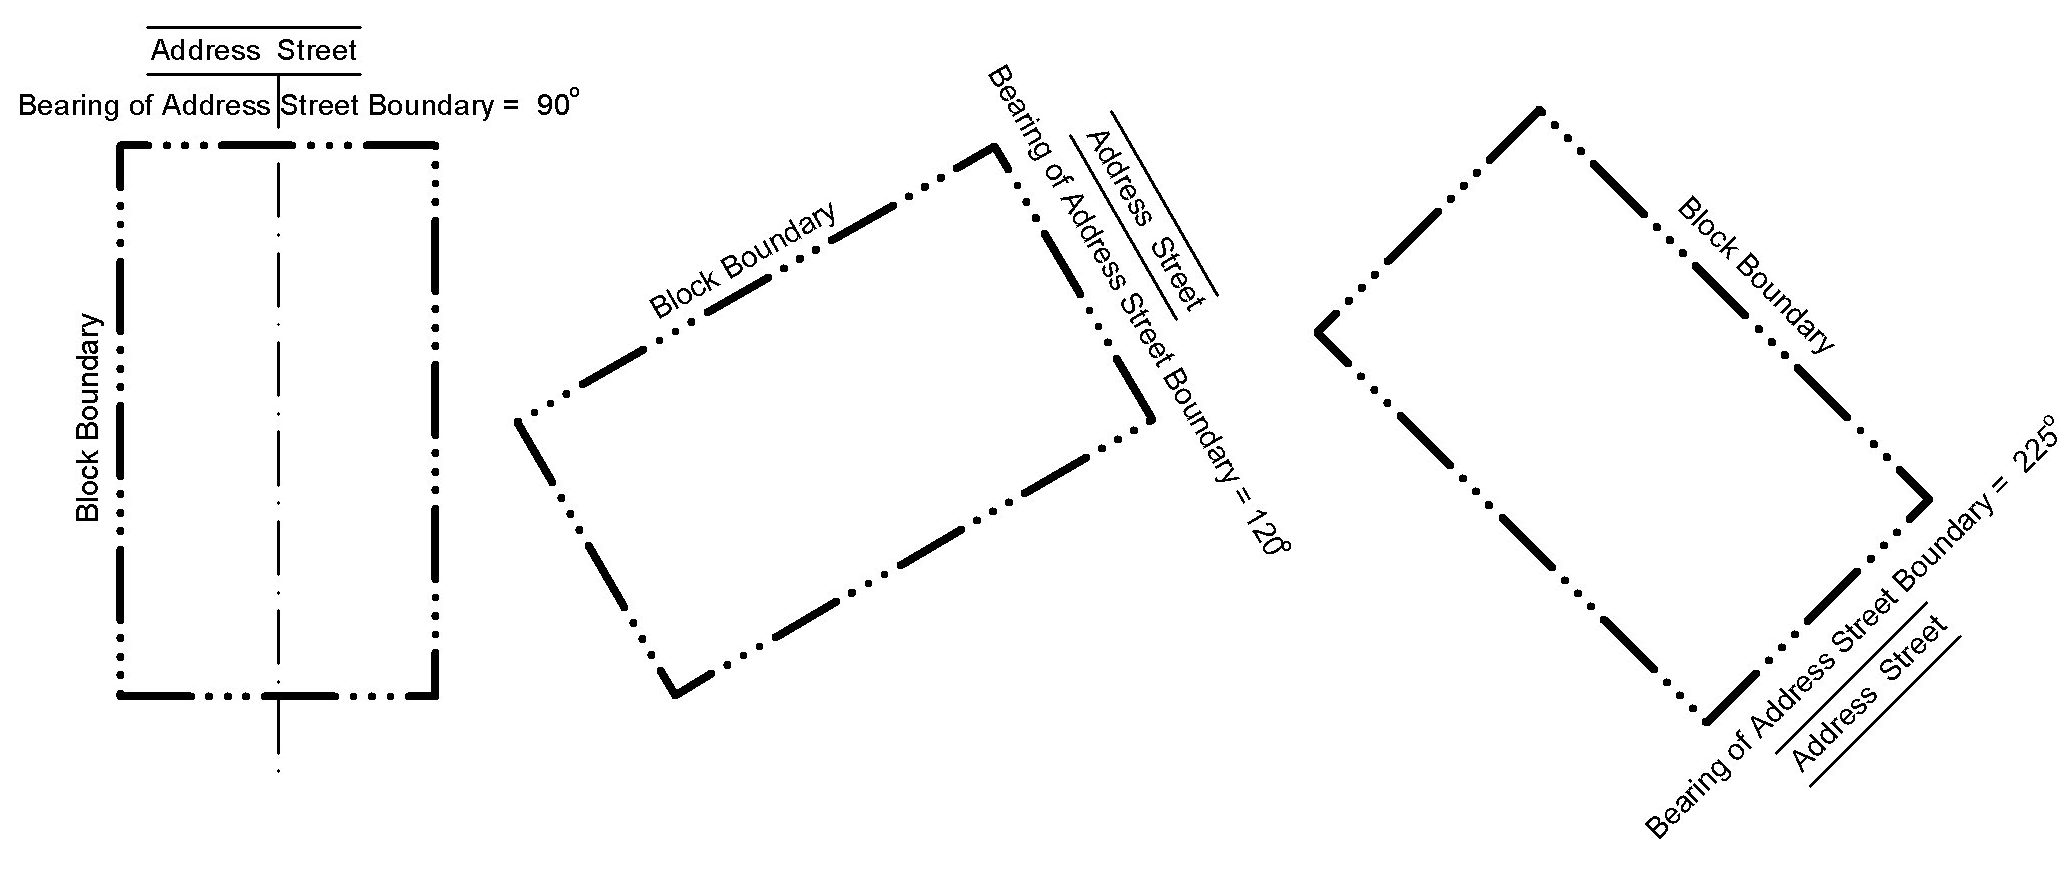 Address Street
Bearing of Address Street Boundary = 90°
Block Boundary
Block Boundary
Bearing of Address Street Boundary = 120°
Address Street
Block Boundary
Bearing of Address Street Boundary = 225°
Address Street